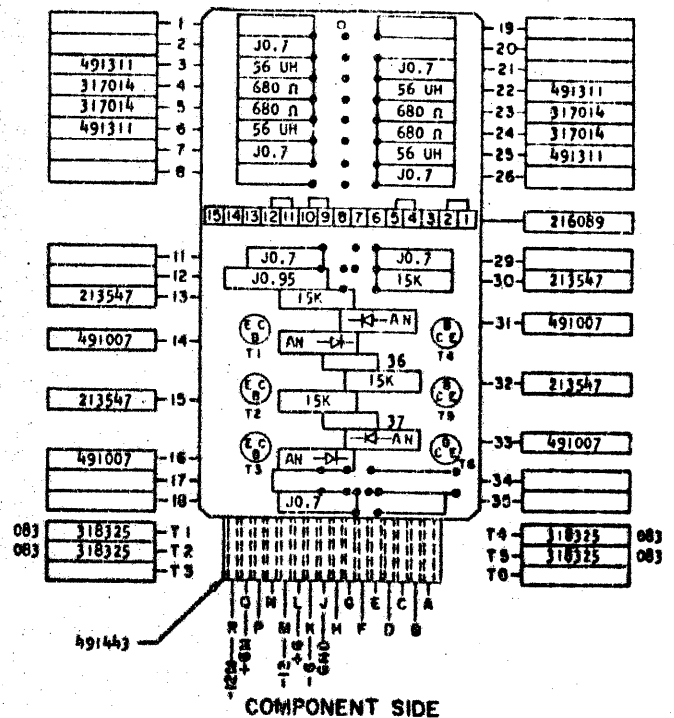 1 19
2 J0.7 20
491311 3 56 UH J0.7 21
317014 4 680 Ω 56 UH 22 491311
317014 5 680 Ω 680 Ω 23 317014
491311 6 56 UH 680 Ω 24 317014
7 J0.7 56 UH 25 491311
8 J0.7 26
15 14 13 12 11 10 9 8 7 6 5 4 3 2 1 216089
11 J0.7 J0.7 29
12 J0.95 15K 30 213547
213547 13 15K
E C B T1 AN B C E T4 31 491007
491007 14 AN
36
E C B T2 15K B C E T5 32 213547
213547 15 15K
37
E C B T3 AN B C E T6 33 491007
491007 16 AN
17 34
18 J0.7 35
083 318325 T1 T4 318325 083
083 318325 T2 T5 318325 083
T3 T6
491443
R Q P N M L K J H G F E D C B A
-12M +6M -12 +6 -6 GND
COMPONENT SIDE